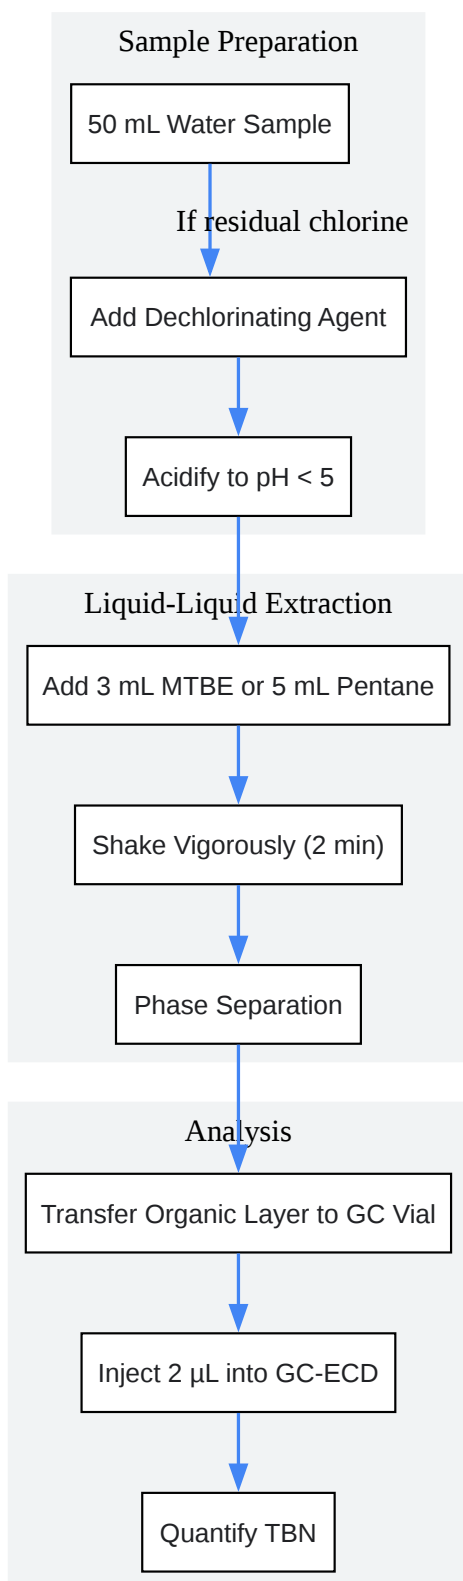 Sample Preparation
50 mL Water Sample
If residual chlorine
Add Dechlorinating Agent
Acidify to pH < 5
Liquid-Liquid Extraction
Add 3 mL MTBE or 5 mL Pentane
Shake Vigorously (2 min)
Phase Separation
Analysis
Transfer Organic Layer to GC Vial
Inject 2 µL into GC-ECD
Quantify TBN